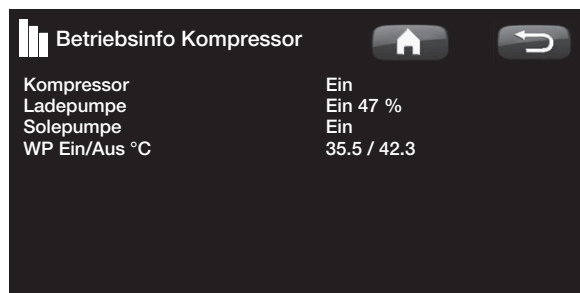 Betriebsinfo Kompressor
Kompressor Ein
Ladepumpe Ein 47 %
Solepumpe Ein
WP Ein/Aus °C 35.5 / 42.3